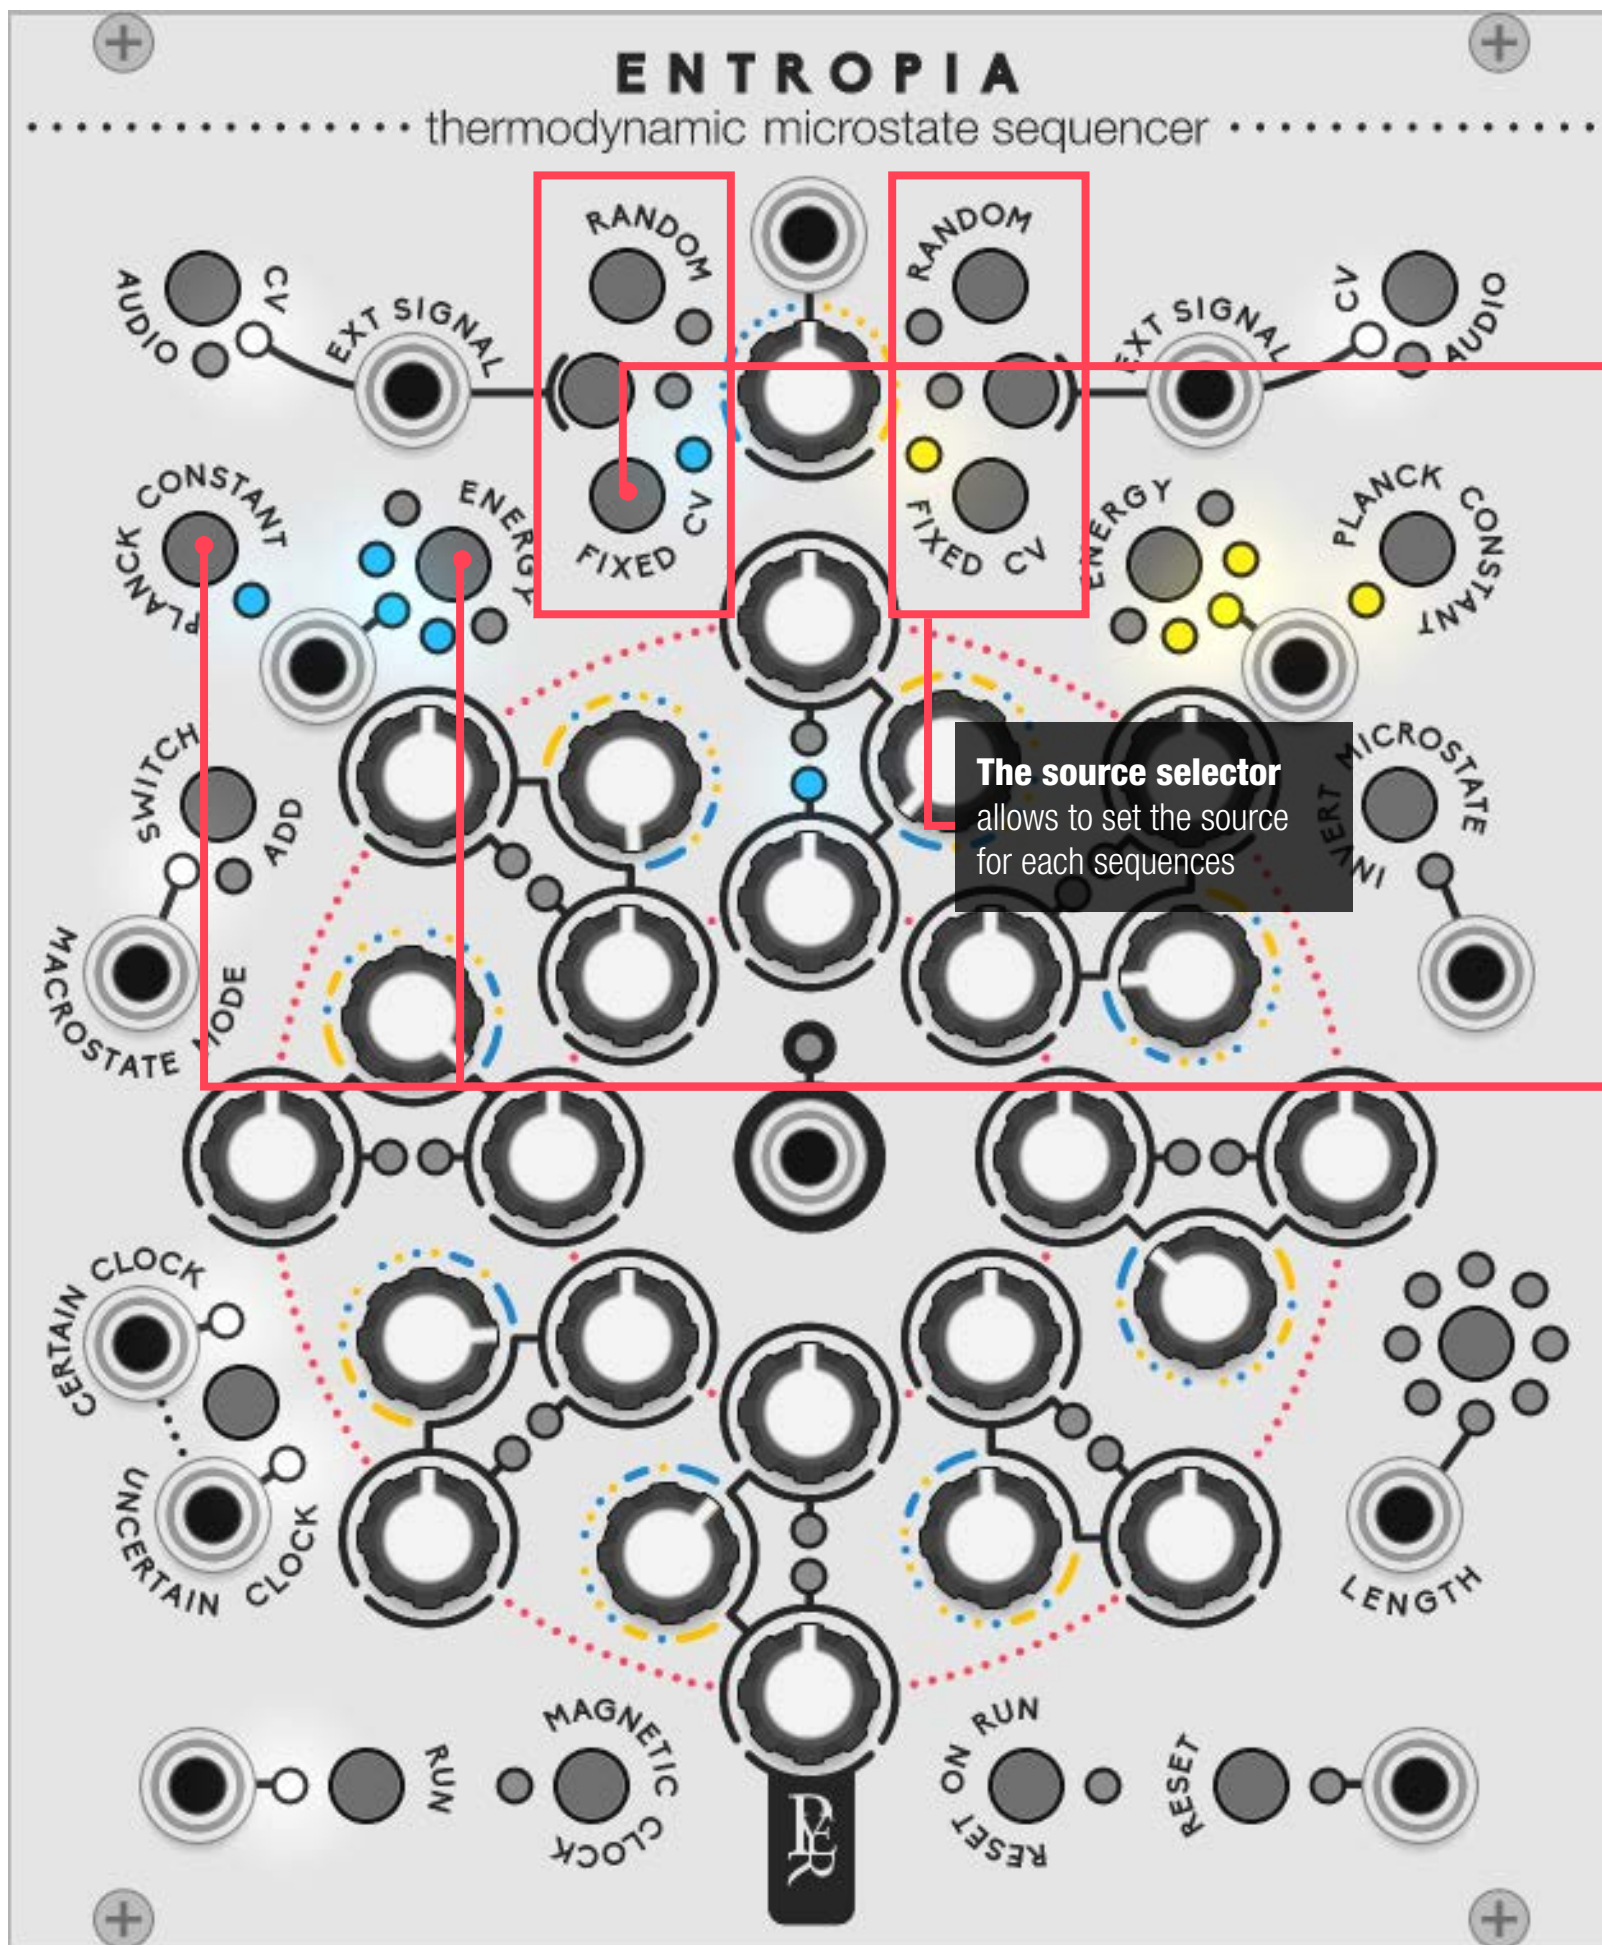 ENTROPIA
thermodynamic microstate sequencer
RANDOM
RANDOM
AUDIO
CV
EXT SIGNAL
EXT SIGNAL
CV
AUDIO
FIXED CV
FIXED CV
PLANCK CONSTANT
ENERGY
ENERGY
PLANCK CONSTANT
SWITCH
ADD
The source selector
allows to set the source
for each sequences
INVERT MICROSTATE
MACROSTATE MODE
CERTAIN CLOCK
UNCERTAIN CLOCK
LENGTH
RUN
MAGNETIC CLOCK
RESET ON RUN
RESET